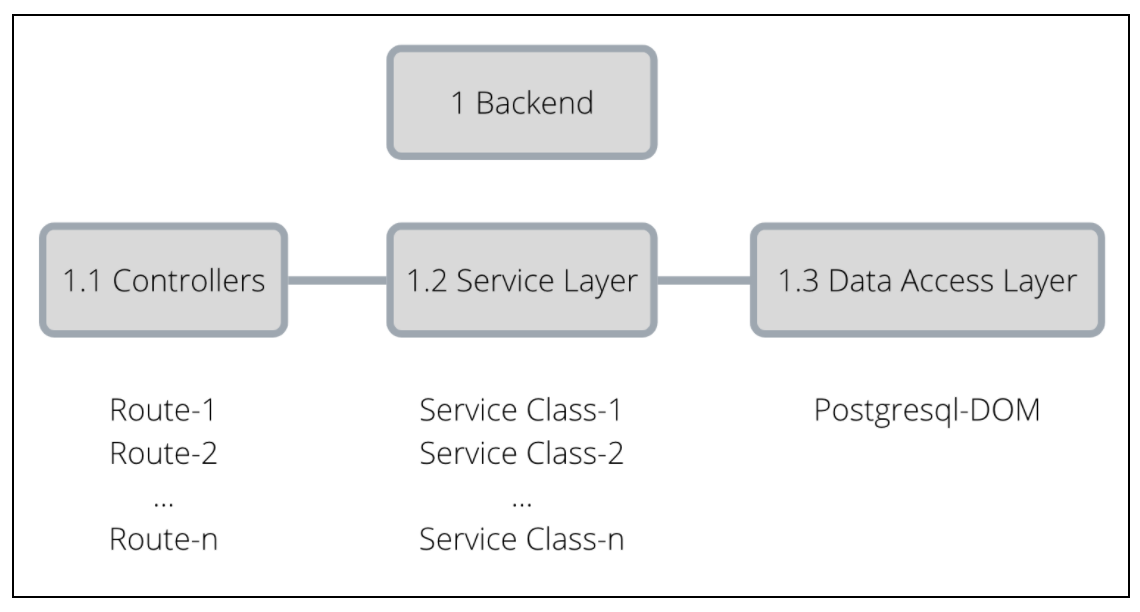 1 Backend
1.1 Controllers
1.2 Service Layer
1.3 Data Access Layer
Route-1
Route-2
...
Route-n
Service Class-1
Service Class-2
...
Service Class-n
Postgresql-DOM